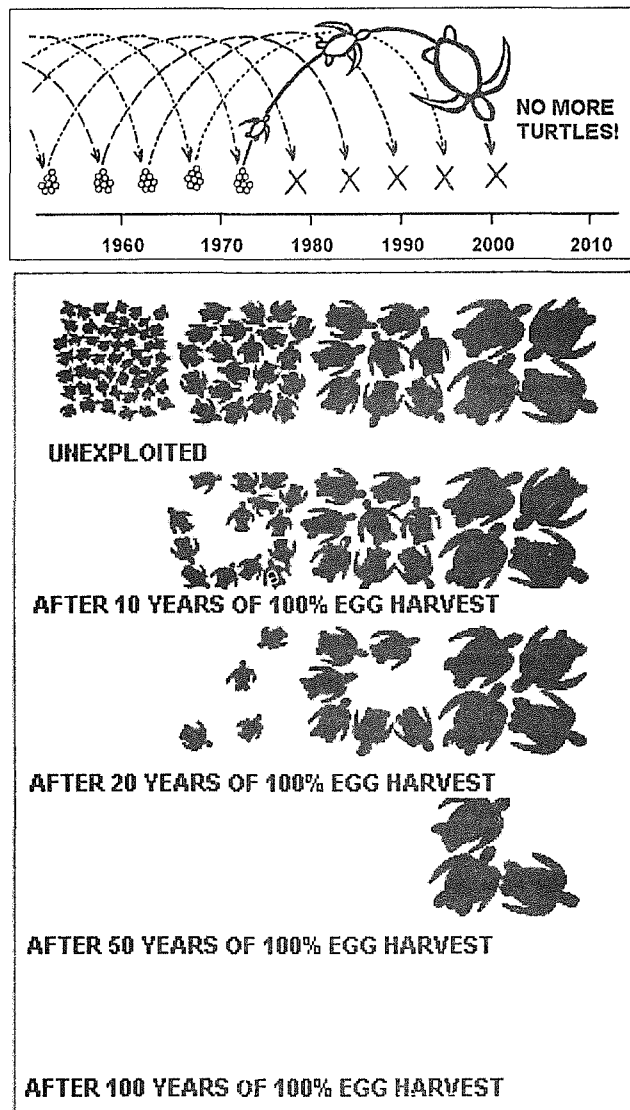 NO MORE
TURTLES!
1960 1970 1980 1990 2000 2010
UNEXPLOITED
AFTER 10 YEARS OF 100% EGG HARVEST
AFTER 20 YEARS OF 100% EGG HARVEST
AFTER 50 YEARS OF 100% EGG HARVEST
AFTER 100 YEARS OF 100% EGG HARVEST